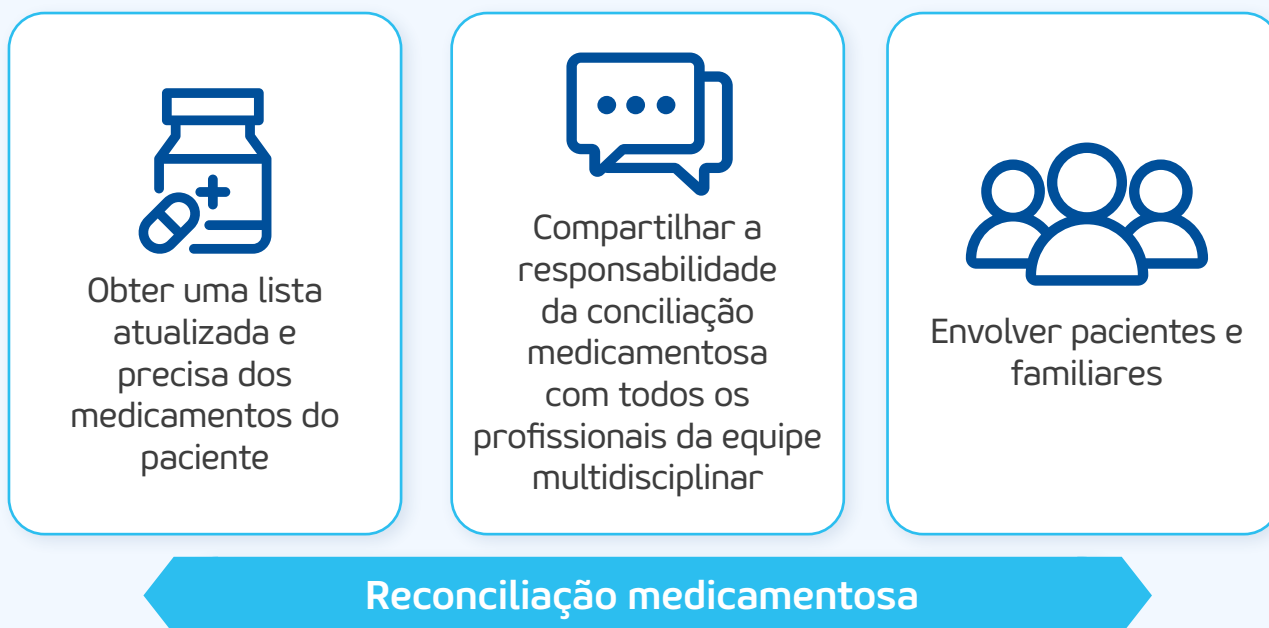 Obter uma lista
atualizada e
precisa dos
medicamentos do
paciente
Compartilhar a
responsabilidade
da conciliação
medicamentosa
com todos os
profissionais da equipe
multidisciplinar
Envolver pacientes e
familiares
Reconciliação medicamentosa